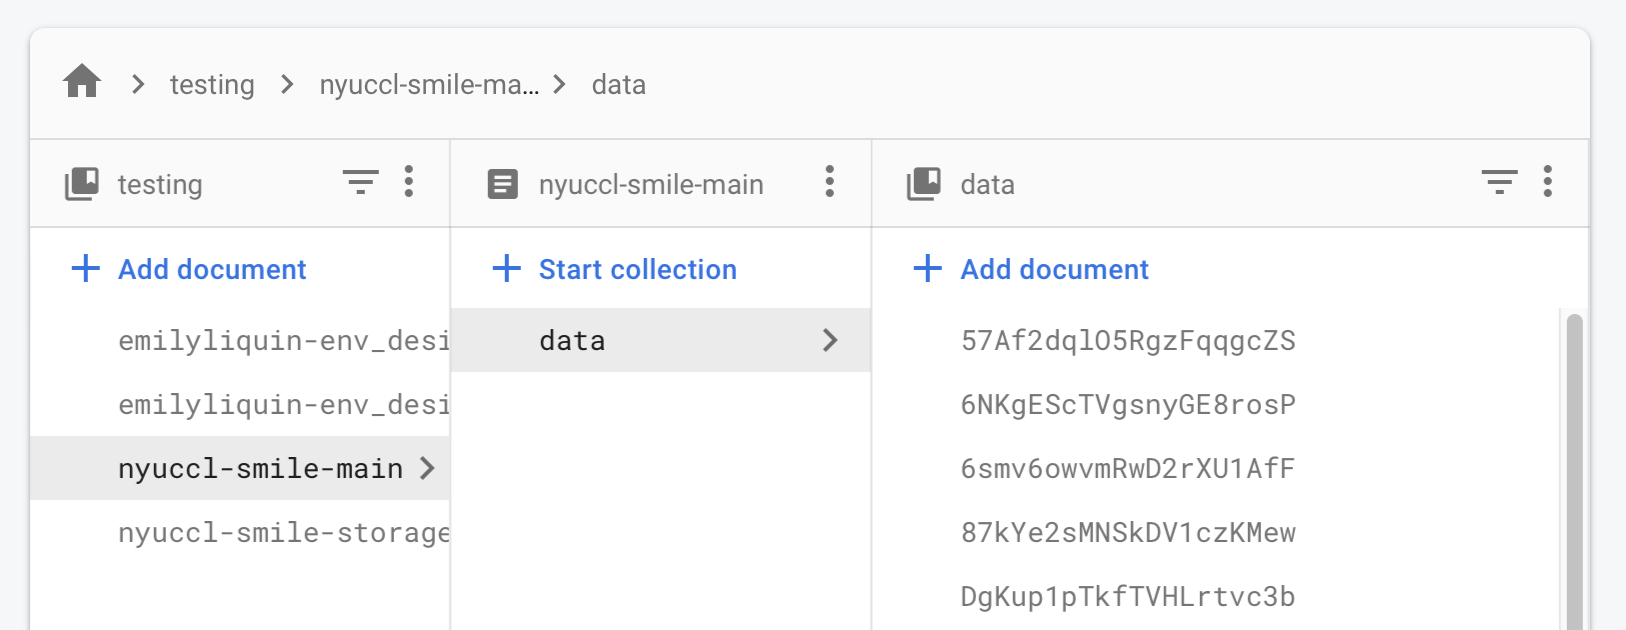 testing nyuccl-smile-ma... data
testing nyuccl-smile-main data
Add document Start collection Add document
emilyliquin-env_desi data 57Af2dqlO5RgzFqqgcZS
emilyliquin-env_desi 6NKgEScTVgsnyGE8rosP
nyuccl-smile-main 6smv6owvmRwD2rXU1AfF
nyuccl-smile-storage 87kYe2sMNSkDV1czKMew
DgKup1pTkfTVHLrtvc3b